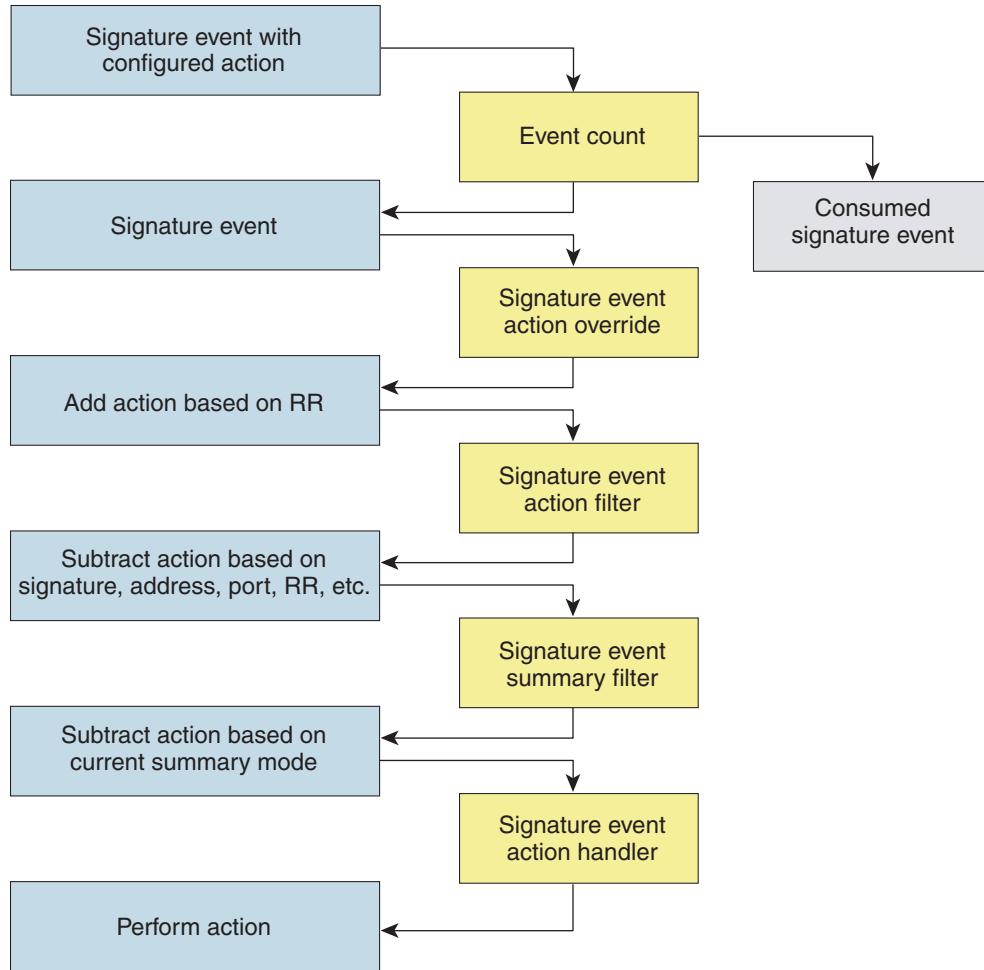 Signature event with
configured action
Event count
Consumed
signature event
Signature event
Signature event
action override
Add action based on RR
Signature event
action filter
Subtract action based on
signature, address, port, RR, etc.
Signature event
summary filter
Subtract action based on
current summary mode
Signature event
action handler
Perform action